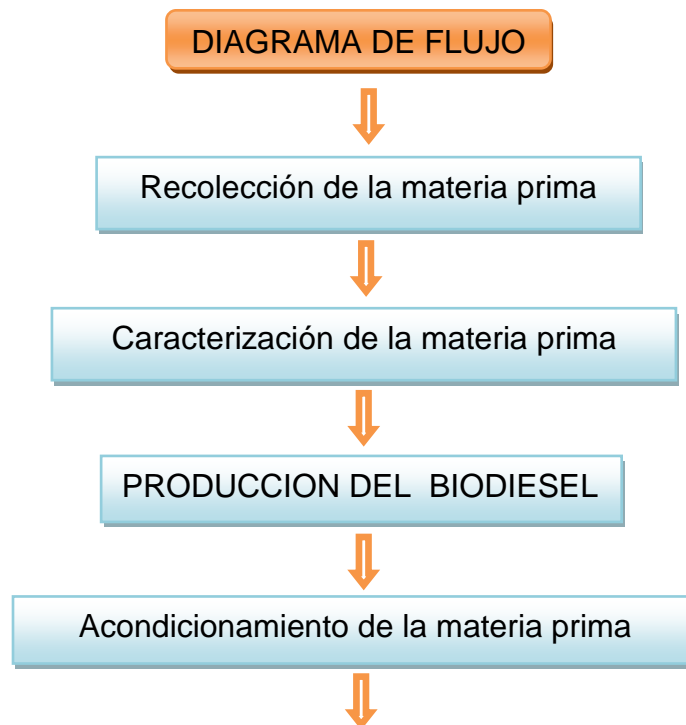 DIAGRAMA DE FLUJO
Recolección de la materia prima
Caracterización de la materia prima
PRODUCCION DEL  BIODIESEL
Acondicionamiento de la materia prima